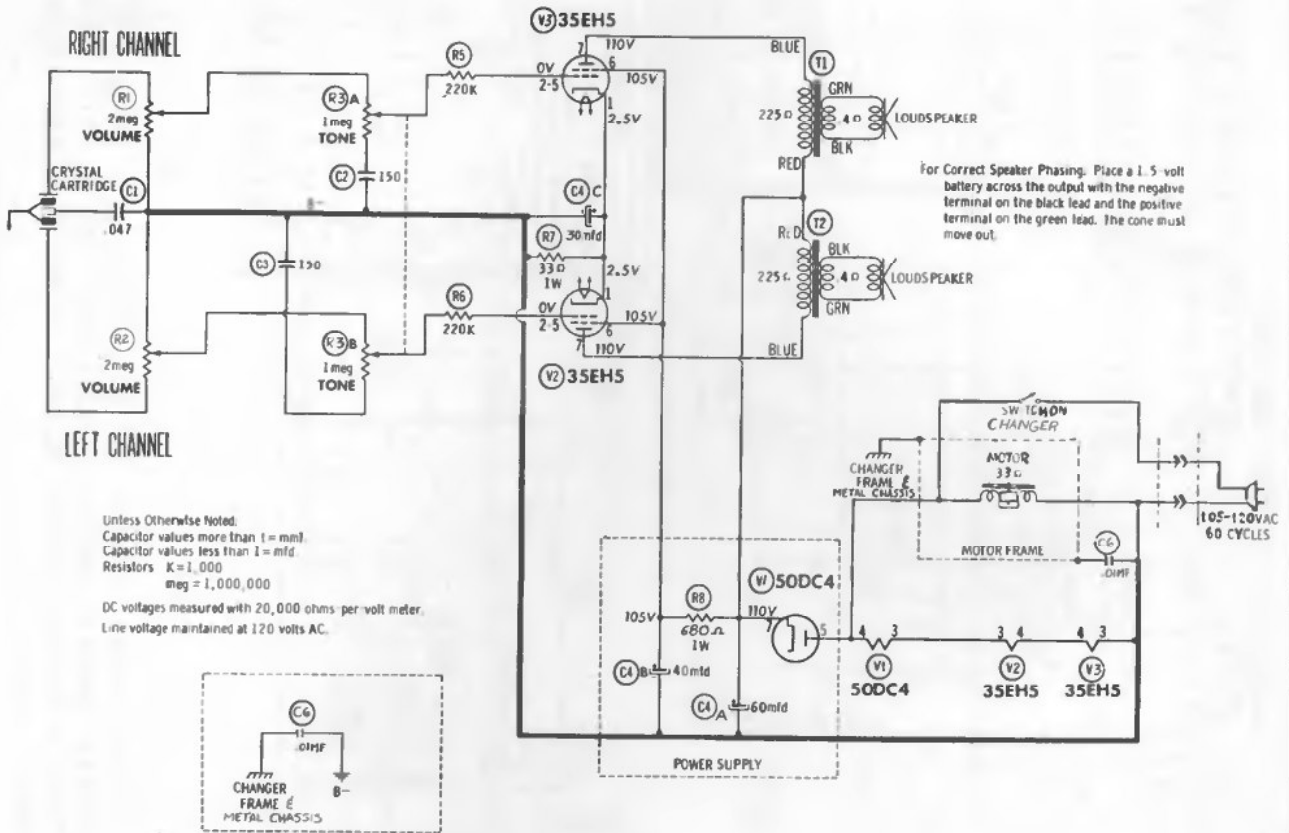 RIGHT CHANNEL
V3 35EH5
R1
2meg
VOLUME
R3 A
1meg
TONE
R5
220K
0V
2-5
7
110V
6
105V
1
2.5V
BLUE
T1
225Ω
GRN
.4Ω
BLK
RED
LOUDSPEAKER
CRYSTAL
CARTRIDGE
C1
.047
C2 150
C4 C
30mfd
R7
33Ω
1W
C3 150
For Correct Speaker Phasing. Place a 1.5 volt
battery across the output with the negative
terminal on the black lead and the positive
terminal on the green lead. The cone must
move out.
RED
T2
225Ω
BLK
.4Ω
GRN
LOUDSPEAKER
BLUE
2.5V
1
R6
220K
0V
2-5
6
105V
7
110V
V2 35EH5
R2
2meg
VOLUME
R3 B
1meg
TONE
LEFT CHANNEL
CHANGER
CHANGER
FRAME &
METAL CHASSIS
MOTOR
33Ω
MOTOR FRAME
C6
.01MF
105-120VAC
60 CYCLES
Unless Otherwise Noted:
Capacitor values more than 1 = mmf
Capacitor values less than 1 = mfd
Resistors K = 1,000
meg = 1,000,000
DC voltages measured with 20,000 ohms per volt meter.
Line voltage maintained at 120 volts AC.
105V
R8
680Ω
1W
110V
7
V1 50DC4
5
4 3
V1
50DC4
3 4
V2
35EH5
4 3
V3
35EH5
C4 B 40mfd
C4 A 60mfd
POWER SUPPLY
C6
.01MF
CHANGER
FRAME &
METAL CHASSIS
B-